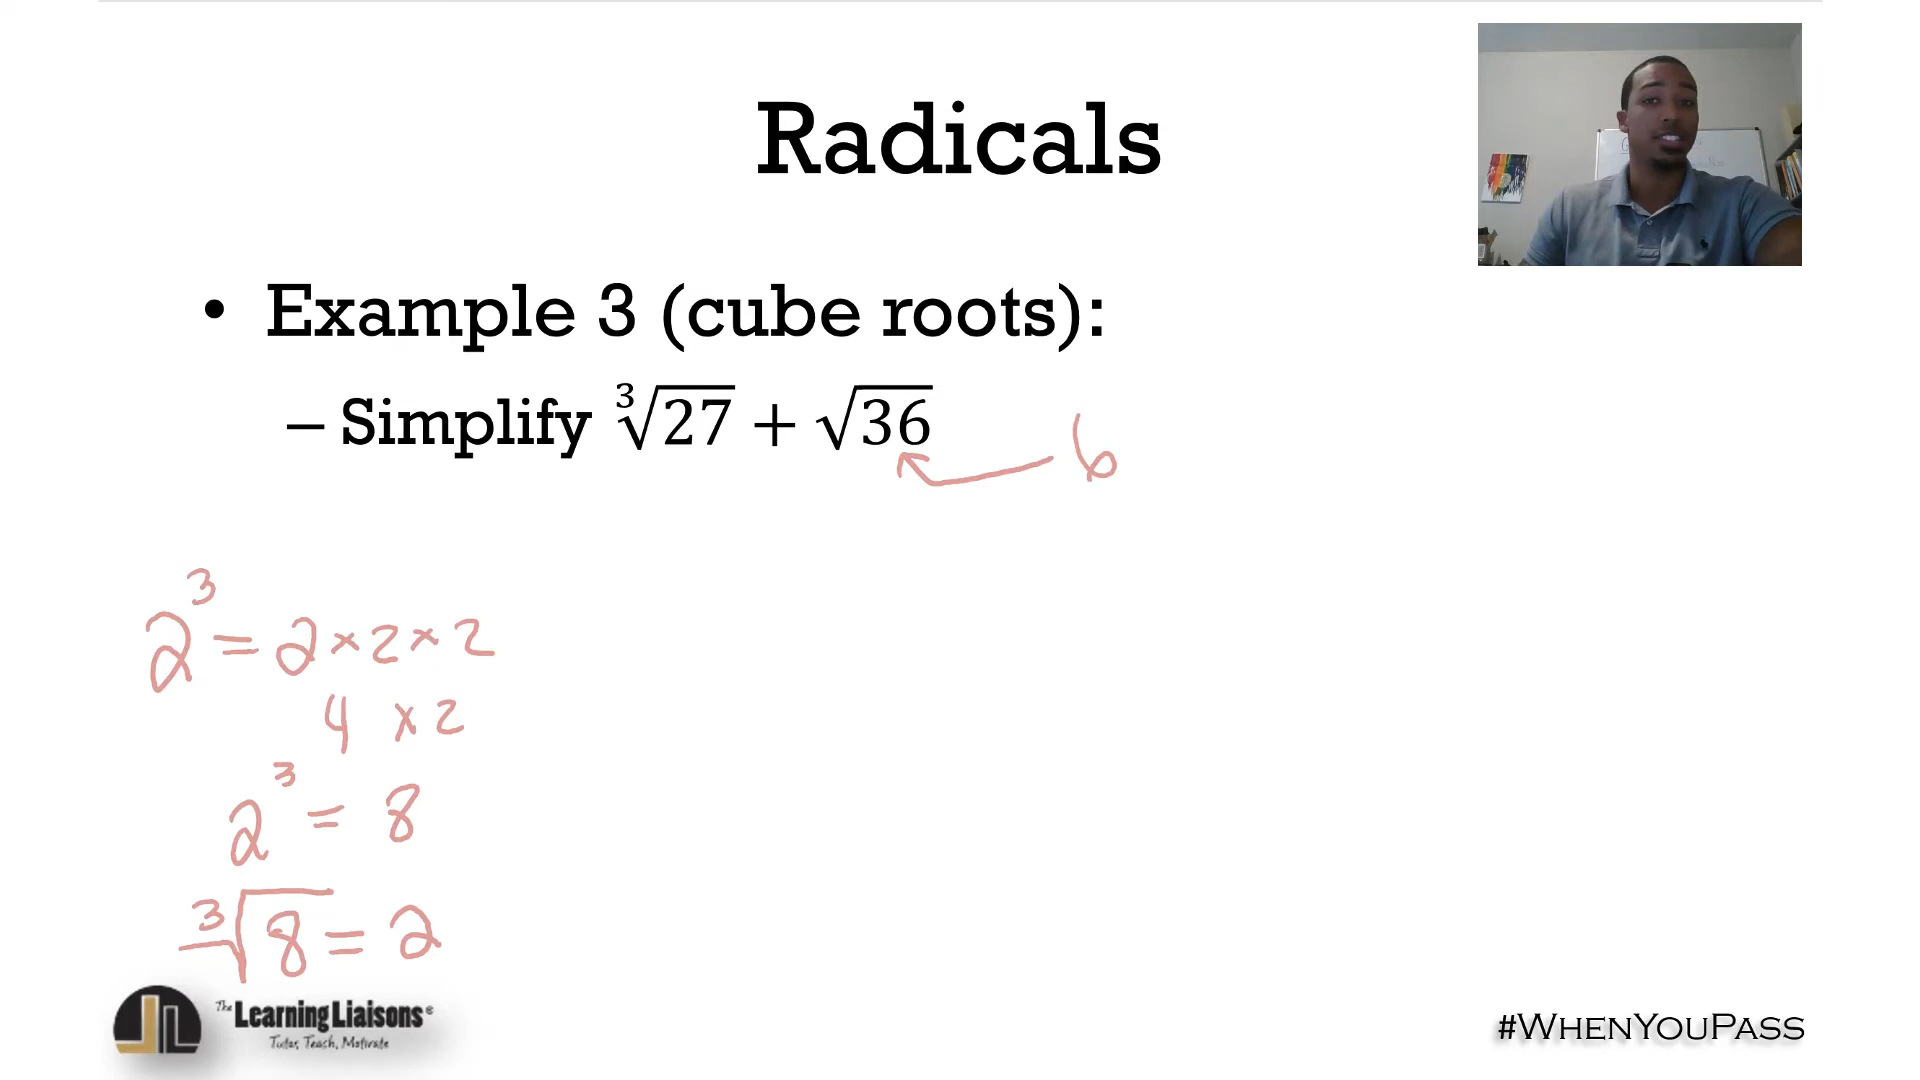 Radicals
• Example 3 (cube roots):
– Simplify ∛27 + √36
6
2³ = 2 × 2 × 2
4 × 2
2³ = 8
∛8 = 2
The Learning Liaisons®
Tutor, Teach, Motivate
#WHENYOUPASS